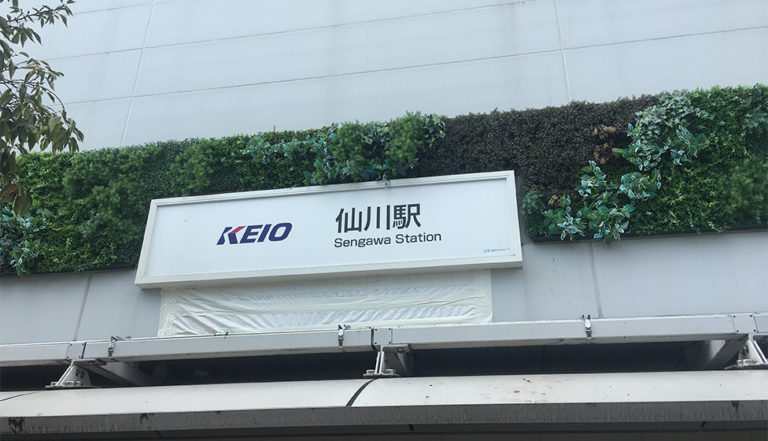 KEIO
仙川駅
Sengawa Station